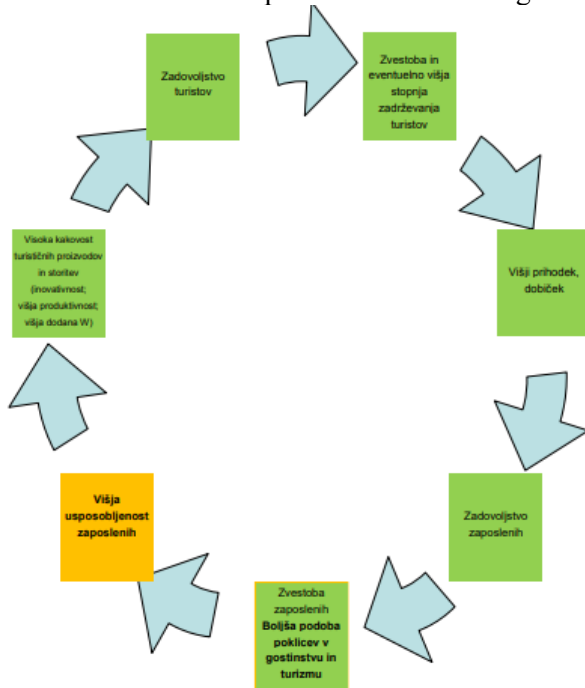 Zadovoljstvo
turistov
Zvestoba in
eventuelno višja
stopnja
zadrževanja
turistov
Višji prihodek,
dobiček
Zadovoljstvo
zaposlenih
Zvestoba
zaposlenih
Boljša podoba
poklicev v
gostinstvu in
turizmu
Višja
usposobljenost
zaposlenih
Visoka kakovost
turističnih proizvodov
in storitev
(inovativnost;
višja produktivnost;
višja dodana W)